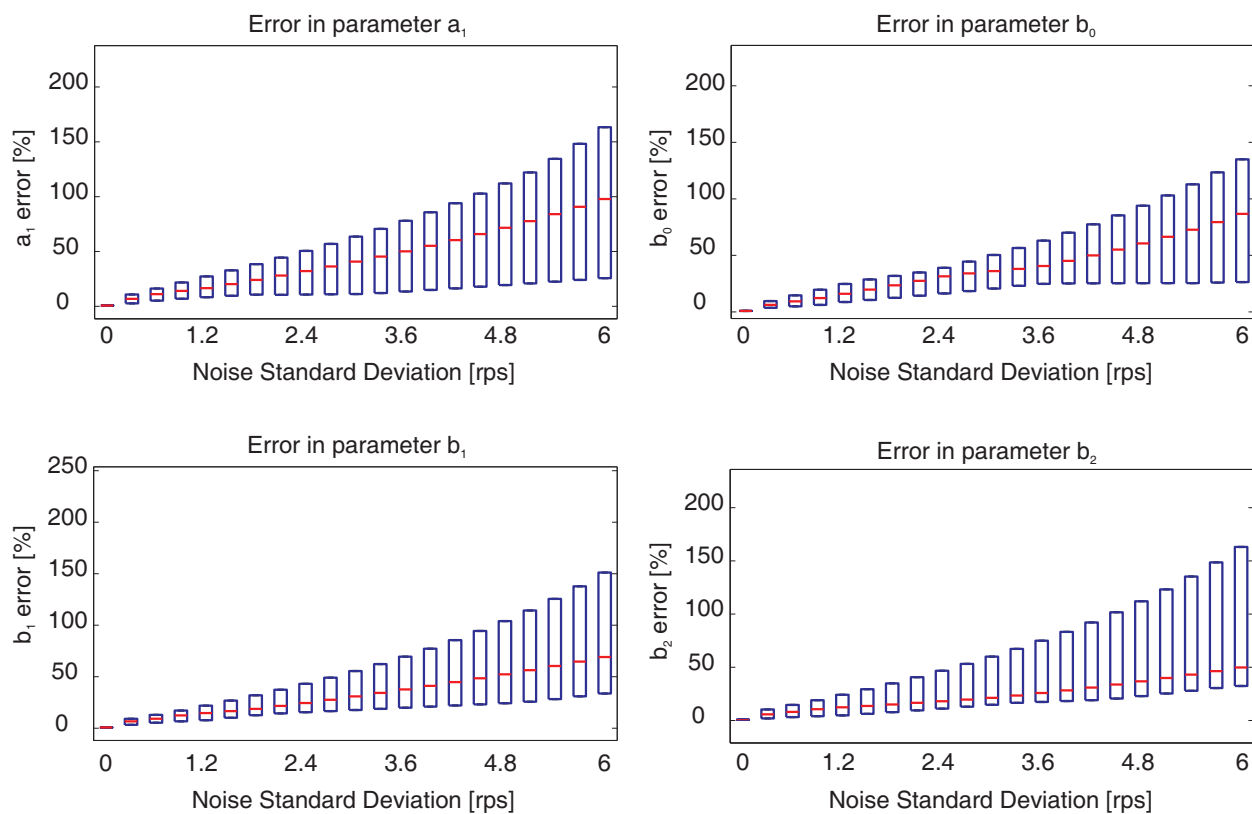 Error in parameter a₁
200
150
100
50
0
a₁ error [%]
0 1.2 2.4 3.6 4.8 6
Noise Standard Deviation [rps]
Error in parameter b₀
200
150
100
50
0
b₀ error [%]
0 1.2 2.4 3.6 4.8 6
Noise Standard Deviation [rps]
Error in parameter b₁
250
200
150
100
50
0
b₁ error [%]
0 1.2 2.4 3.6 4.8 6
Noise Standard Deviation [rps]
Error in parameter b₂
200
150
100
50
0
b₂ error [%]
0 1.2 2.4 3.6 4.8 6
Noise Standard Deviation [rps]